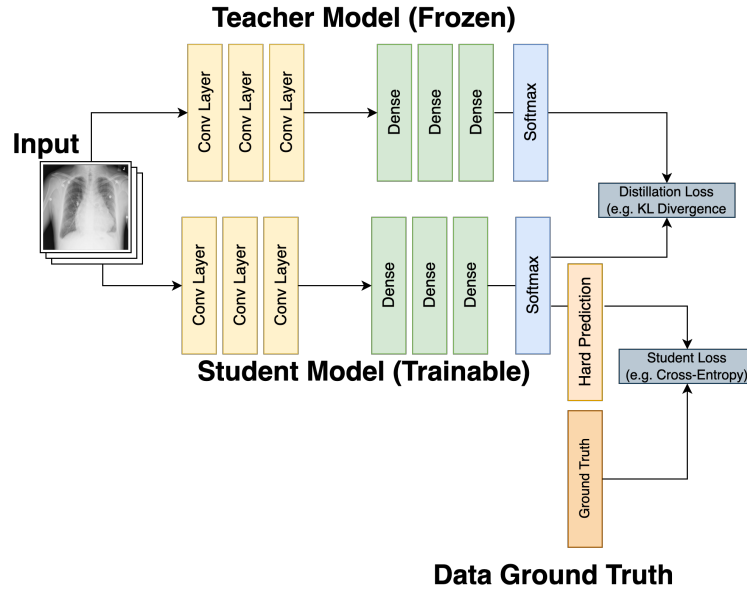 Teacher Model (Frozen)
Input
Conv Layer
Conv Layer
Conv Layer
Dense
Dense
Dense
Softmax
Distillation Loss
(e.g. KL Divergence
Conv Layer
Conv Layer
Conv Layer
Dense
Dense
Dense
Softmax
Hard Prediction
Student Loss
(e.g. Cross-Entropy)
Student Model (Trainable)
Ground Truth
Data Ground Truth